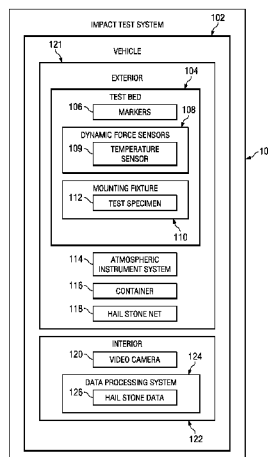 IMPACT TEST SYSTEM
102
VEHICLE
121
EXTERIOR
104
TEST BED
106
MARKERS
108
DYNAMIC FORCE SENSORS
109
TEMPERATURE
SENSOR
MOUNTING FIXTURE
112
TEST SPECIMEN
110
114
ATMOSPHERIC
INSTRUMENT SYSTEM
116
CONTAINER
118
HAIL STONE NET
INTERIOR
120
VIDEO CAMERA
124
DATA PROCESSING SYSTEM
126
HAIL STONE DATA
122